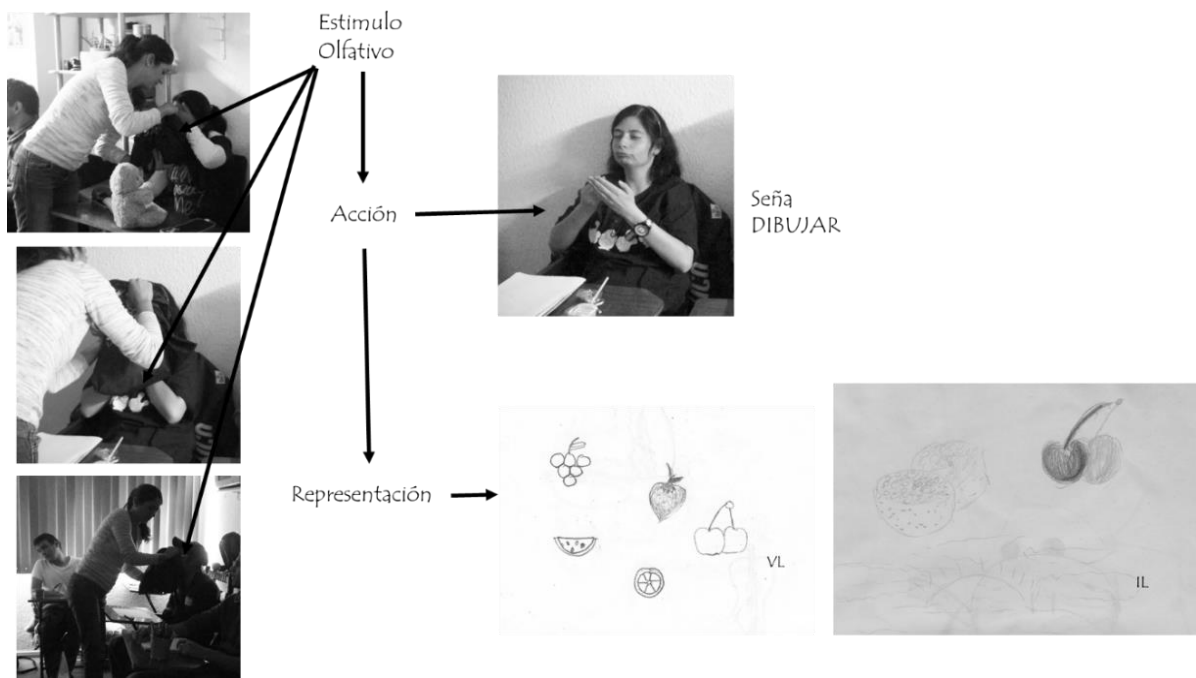 Estimulo
Olfativo
Acción
Seña
DIBUJAR
Representación
VL
IL